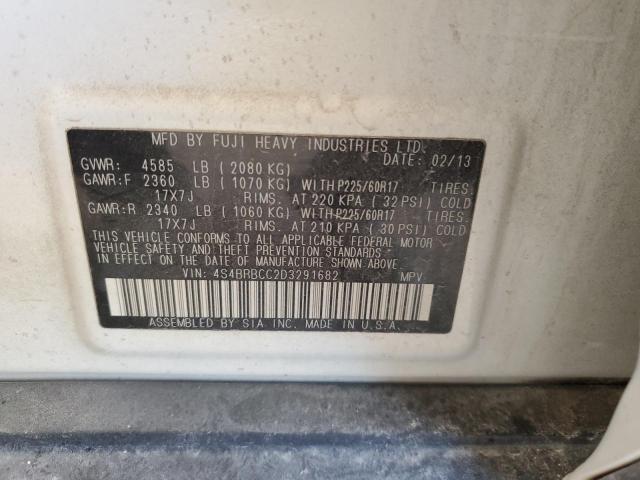 MFD BY FUJI HEAVY INDUSTRIES LTD.
DATE: 02/13
GVWR: 4585 LB (2080 KG)
GAWR:F 2360 LB (1070 KG) WITH P225/60R17 TIRES.
17X7J RIMS. AT 220 KPA (32 PSI) COLD
GAWR:R 2340 LB (1060 KG) WITH P225/60R17 TIRES.
17X7J RIMS. AT 210 KPA (30 PSI) COLD
THIS VEHICLE CONFORMS TO ALL APPLICABLE FEDERAL MOTOR
VEHICLE SAFETY AND THEFT PREVENTION STANDARDS
IN EFFECT ON THE DATE OF MANUFACTURE SHOWN ABOVE.
VIN: 4S4BRBCC2D3291682 MPV
ASSEMBLED BY SIA INC. MADE IN U.S.A.